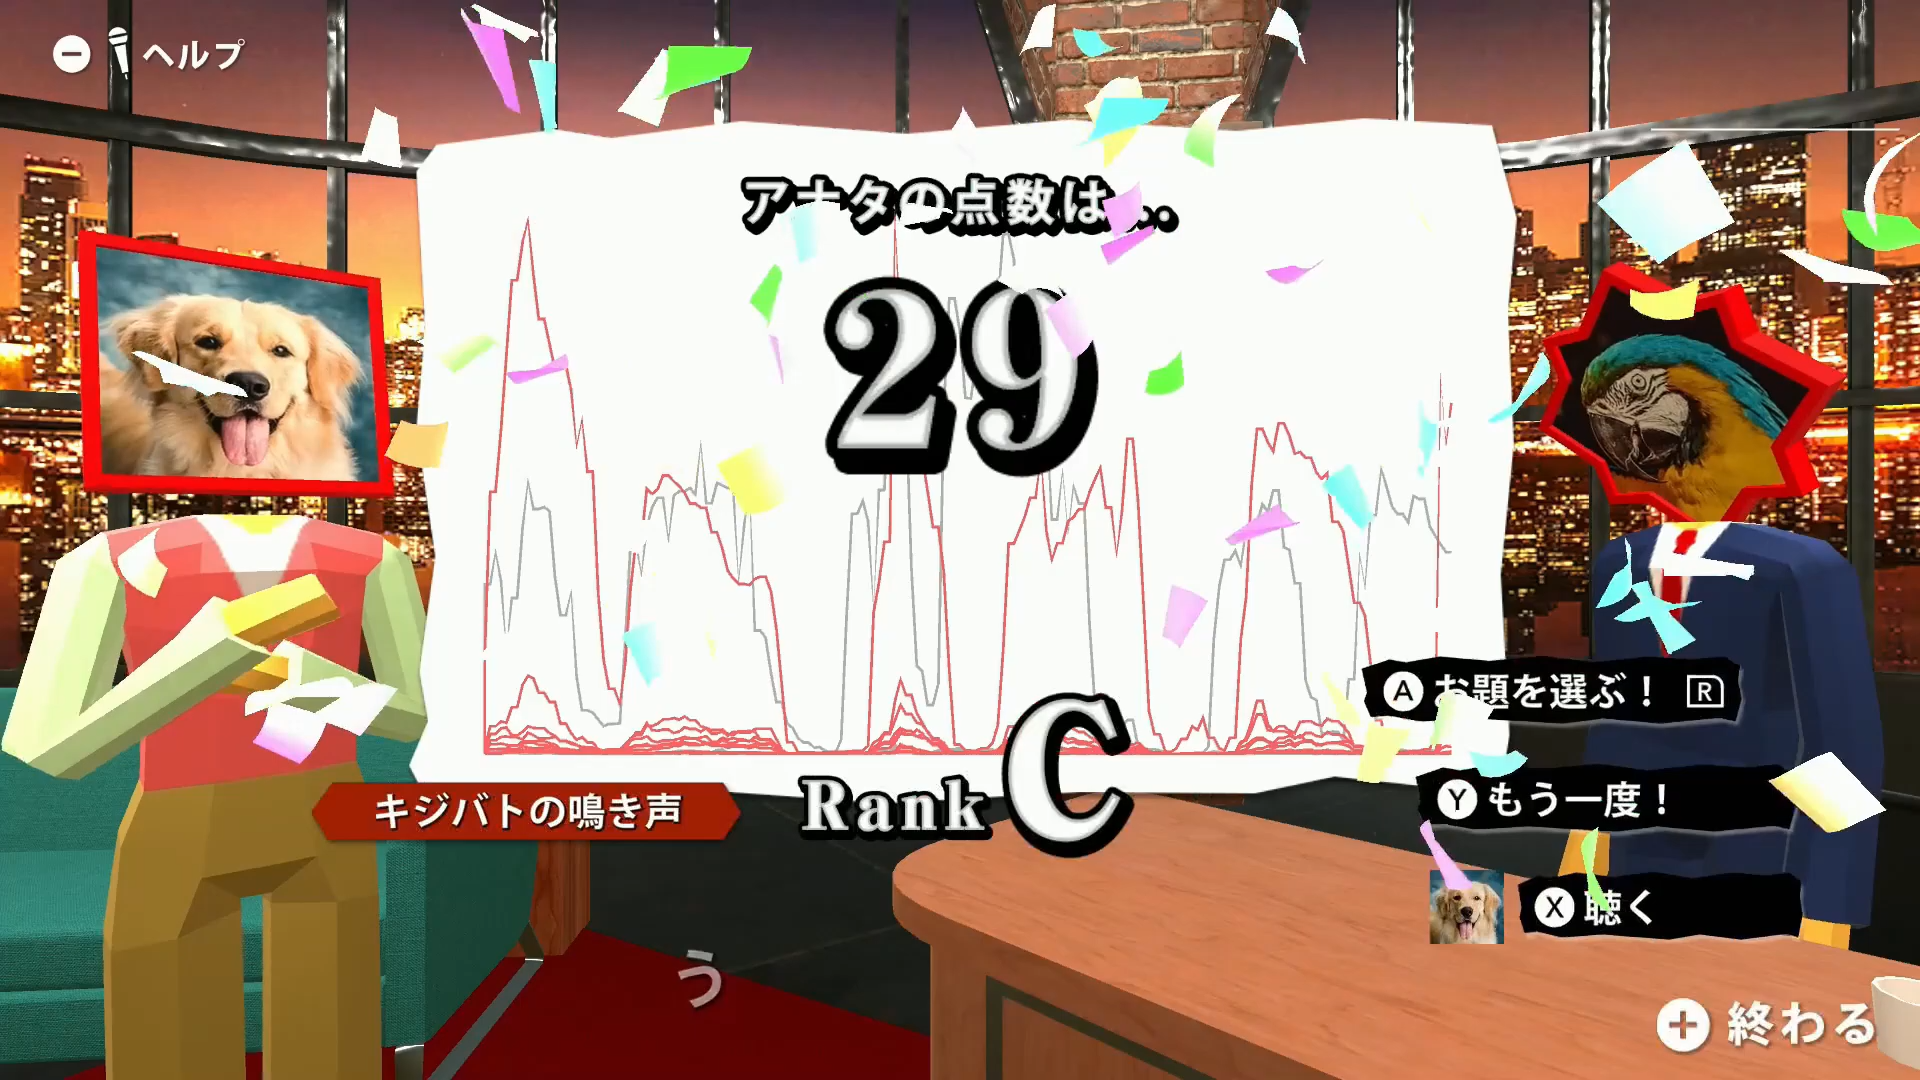 ヘルプ
アナタの点数は...
29
Rank C
キジバトの鳴き声
A お題を選ぶ! R
Y もう一度!
X 聴く
う
終わる